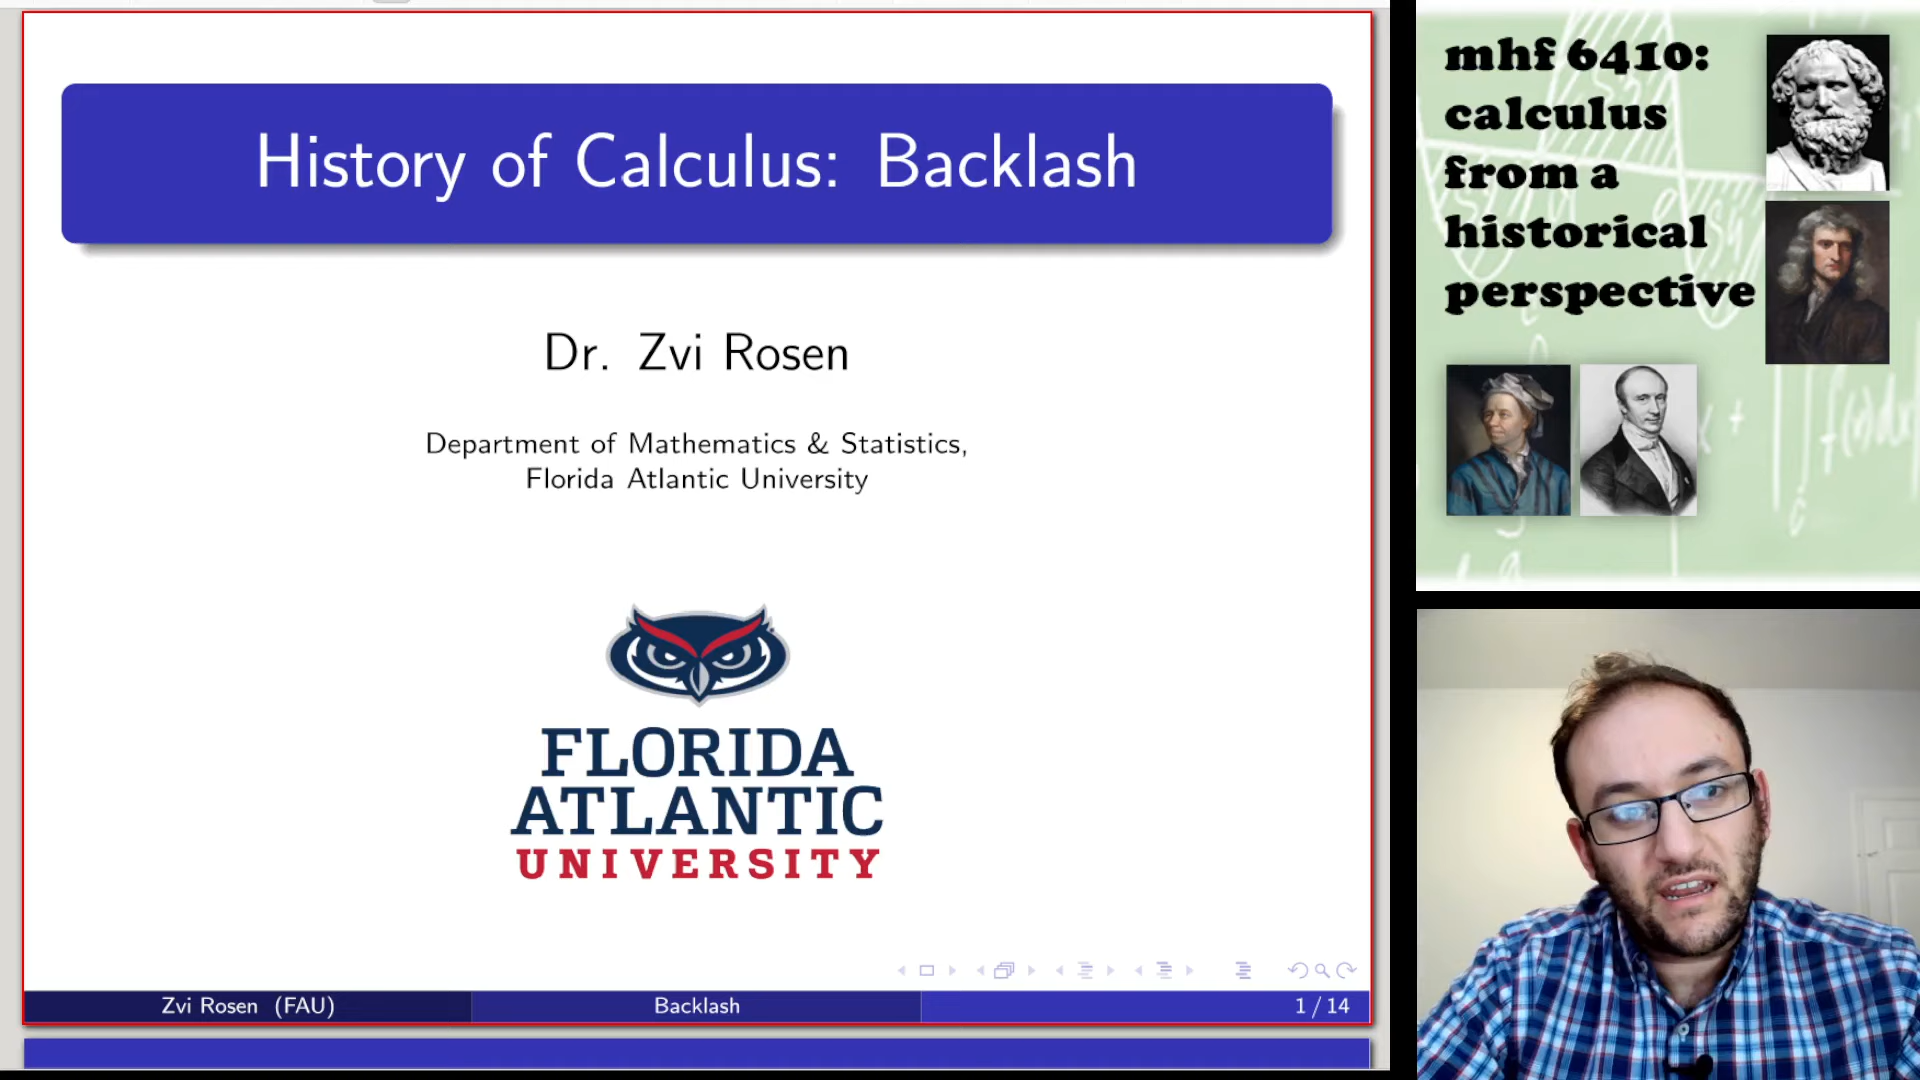 History of Calculus: Backlash
Dr. Zvi Rosen
Department of Mathematics & Statistics,
Florida Atlantic University
FLORIDA
ATLANTIC
UNIVERSITY
Zvi Rosen (FAU)
Backlash
1 / 14
mhf 6410:
calculus
from a
historical
perspective